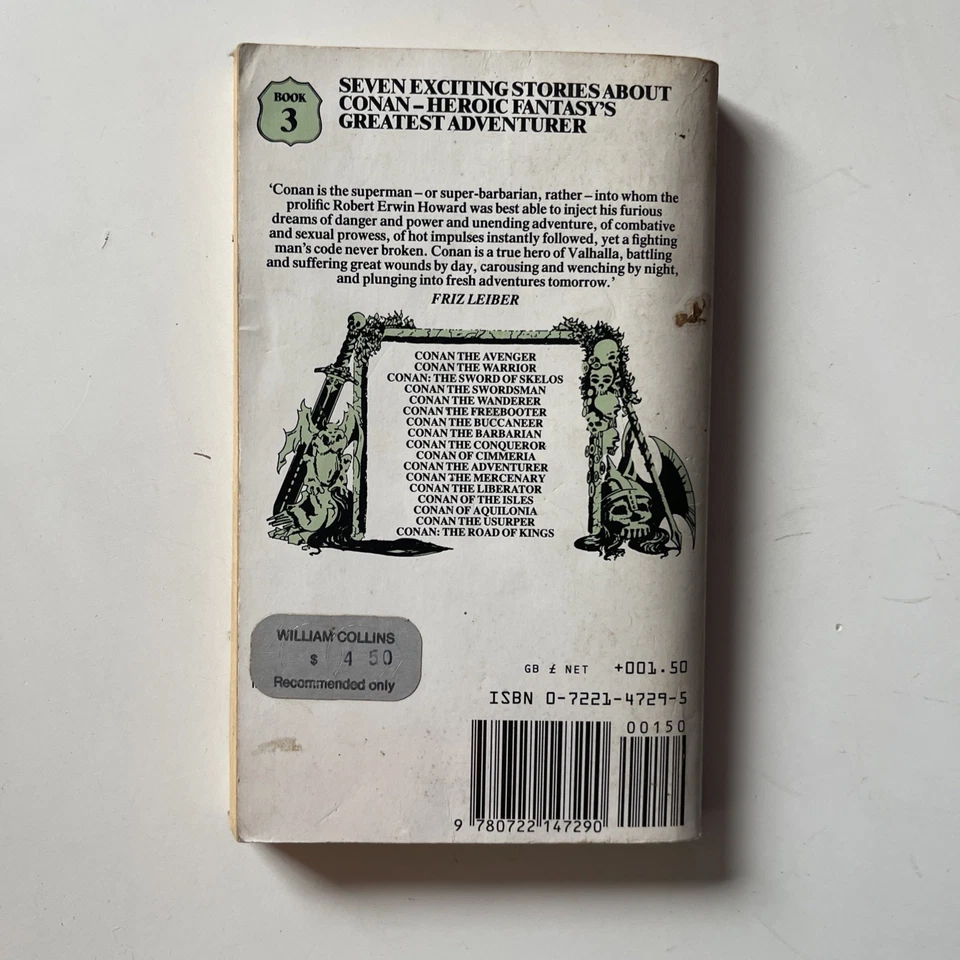 BOOK
3
SEVEN EXCITING STORIES ABOUT
CONAN – HEROIC FANTASY'S
GREATEST ADVENTURER
'Conan is the superman – or super-barbarian, rather – into whom the
prolific Robert Erwin Howard was best able to inject his furious
dreams of danger and power and unending adventure, of combative
and sexual prowess, of hot impulses instantly followed, yet a fighting
man's code never broken. Conan is a true hero of Valhalla, battling
and suffering great wounds by day, carousing and wenching by night,
and plunging into fresh adventures tomorrow.'
FRIZ LEIBER
CONAN THE AVENGER
CONAN THE WARRIOR
CONAN: THE SWORD OF SKELOS
CONAN THE SWORDSMAN
CONAN THE WANDERER
CONAN THE FREEBOOTER
CONAN THE BUCCANEER
CONAN THE BARBARIAN
CONAN THE CONQUEROR
CONAN OF CIMMERIA
CONAN THE ADVENTURER
CONAN THE MERCENARY
CONAN THE LIBERATOR
CONAN OF THE ISLES
CONAN OF AQUILONIA
CONAN THE USURPER
CONAN: THE ROAD OF KINGS
WILLIAM COLLINS
$ 4 50
Recommended only
GB £ NET +001.50
ISBN 0-7221-4729-5
00150
9 780722 147290